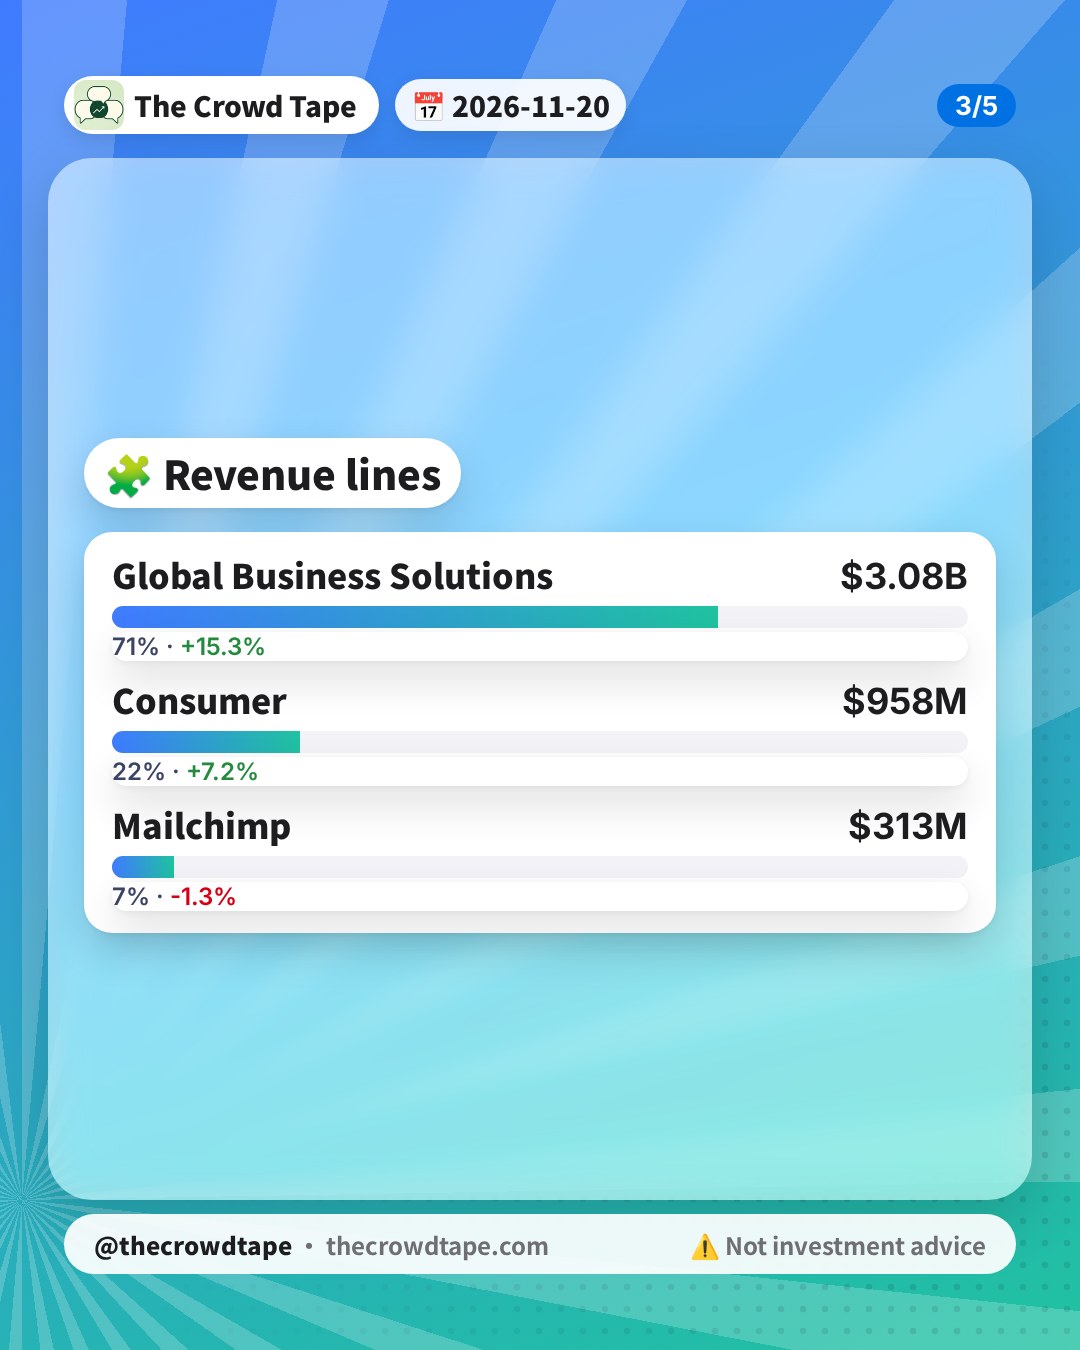 The Crowd Tape
📅 2026-11-20
3/5
🧩 Revenue lines
Global Business Solutions $3.08B
71% · +15.3%
Consumer $958M
22% · +7.2%
Mailchimp $313M
7% · -1.3%
@thecrowdtape • thecrowdtape.com ⚠️ Not investment advice